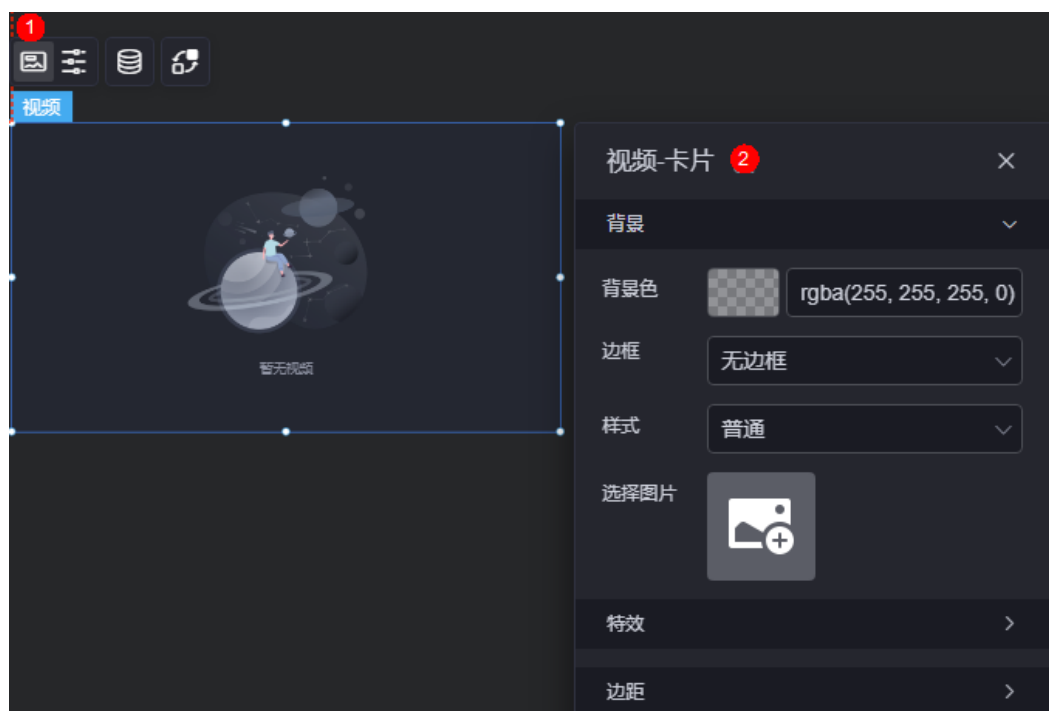 1
视频
视频-卡片 2
背景
背景色 rgba(255, 255, 255, 0)
边框 无边框
暂无视频
样式 普通
选择图片
特效
边距